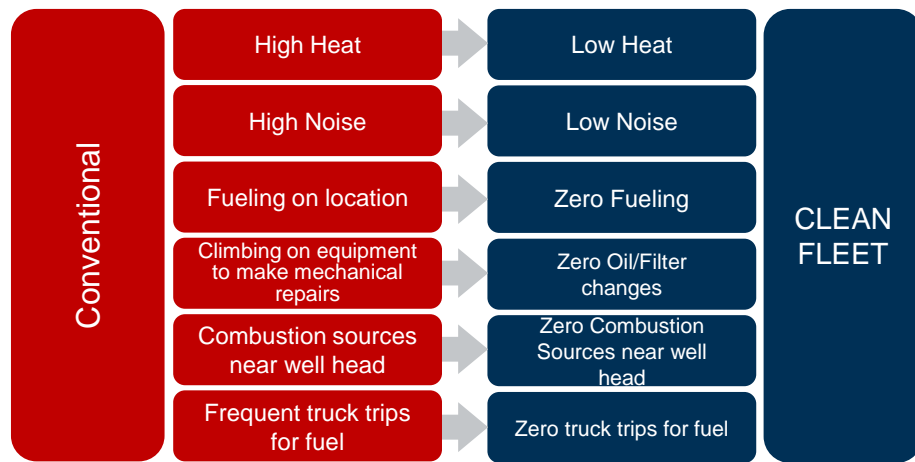 Conventional
High Heat
Low Heat
High Noise
Low Noise
Fueling on location
Zero Fueling
Climbing on equipment
to make mechanical
repairs
Zero Oil/Filter
changes
Combustion sources
near well head
Zero Combustion
Sources near well
head
Frequent truck trips
for fuel
Zero truck trips for fuel
CLEAN
FLEET